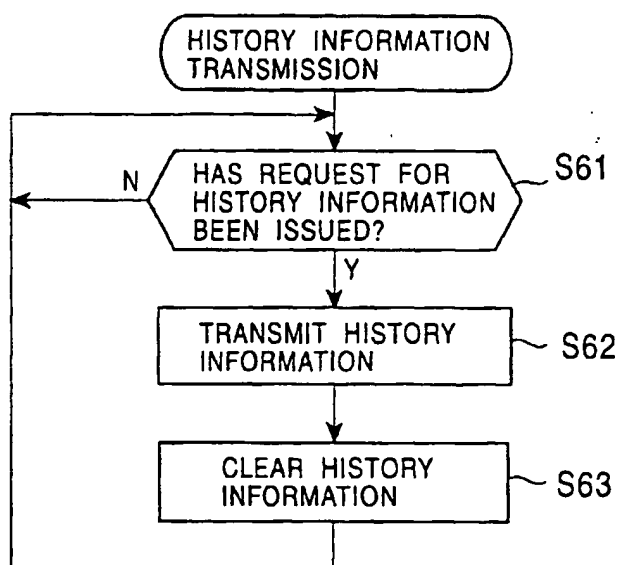 HISTORY INFORMATION
TRANSMISSION
HAS REQUEST FOR
HISTORY INFORMATION
BEEN ISSUED?
S61
N
Y
TRANSMIT HISTORY
INFORMATION
S62
CLEAR HISTORY
INFORMATION
S63